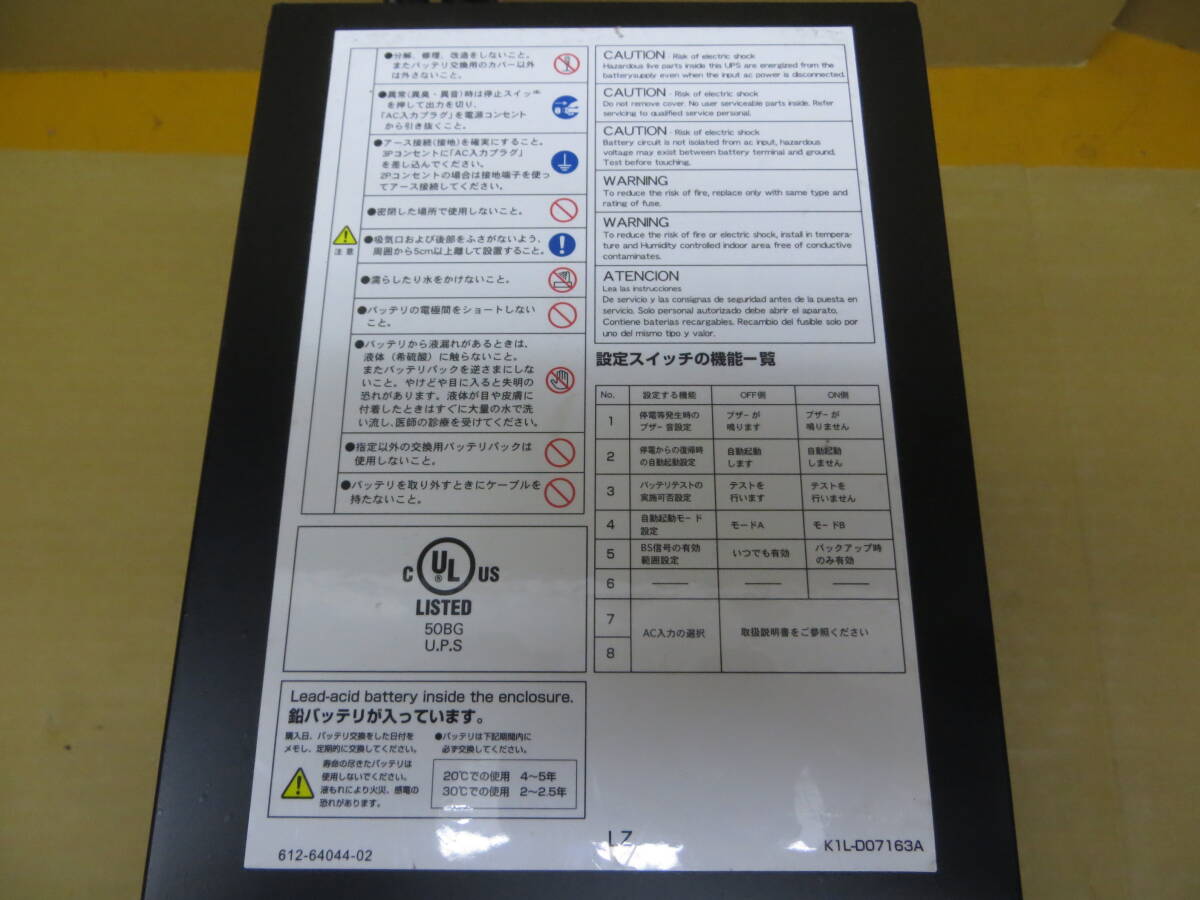 ●分解、修理、改造をしないこと。
またバッテリ交換用のカバー以外
は外さないこと。
●異常(異臭・異音)時は停止スイッチ
を押して出力を切り、
「AC入力プラグ」を電源コンセント
から引き抜くこと。
●アース接続(接地)を確実にすること。
3Pコンセントに「AC入力プラグ」
を差し込んでください。
2Pコンセントの場合は接地端子を使っ
てアース接続してください。
●密閉した場所で使用しないこと。
注意
●吸気口および後部をふさがないよう、
周囲から5cm以上離して設置すること。
●濡らしたり水をかけないこと。
●バッテリの電極間をショートしない
こと。
●バッテリから液漏れがあるときは、
液体（希硫酸）に触らないこと。
またバッテリパックを逆さまにしな
いこと。やけどや目に入ると失明の
恐れがあります。液体が目や皮膚に
付着したときはすぐに大量の水で洗
い流し、医師の診療を受けてください。
●指定以外の交換用バッテリパックは
使用しないこと。
●バッテリを取り外すときにケーブルを
持たないこと。
C UL US
®
LISTED
50BG
U.P.S
Lead-acid battery inside the enclosure.
鉛バッテリが入っています。
購入日、バッテリ交換をした日付を
メモし、定期的に交換してください。
寿命の尽きたバッテリは
使用しないでください。
液もれにより火災、感電の
恐れがあります。
●バッテリは下記期間内に
必ず交換してください。
20℃での使用 4～5年
30℃での使用 2～2.5年
612-64044-02
CAUTION - Risk of electric shock
Hazardous live parts inside this UPS are energized from the
batterysupply even when the input ac power is disconnected.
CAUTION - Risk of electric shock
Do not remove cover. No user serviceable parts inside. Refer
servicing to qualified service personal.
CAUTION - Risk of electric shock
Battery circuit is not isolated from ac input, hazardous
voltage may exist between battery terminal and ground,
Test before touching.
WARNING
To reduce the risk of fire, replace only with same type and
rating of fuse.
WARNING
To reduce the risk of fire or electric shock, install in tempera-
ture and Humidity controlled indoor area free of conductive
contaminates.
ATENCION
Lea las instrucciones
De servicio y las consignas de seguridad antes de la puesta en
servicio. Solo personal autorizado debe abrir el aparato.
Contiene baterias recargables. Recambio del fusible solo por
uno del mismo tipo y valor.
設定スイッチの機能一覧
No. 設定する機能 OFF側 ON側
1 停電等発生時のブザー音設定 ブザーが鳴ります ブザーが鳴りません
2 停電からの復帰時の自動起動設定 自動起動します 自動起動しません
3 バッテリテストの実施可否設定 テストを行います テストを行いません
4 自動起動モード設定 モードA モードB
5 BS信号の有効範囲設定 いつでも有効 バックアップ時のみ有効
6 ―― ―― ――
7
8
AC入力の選択 取扱説明書をご参照ください
LZ
K1L-D07163A